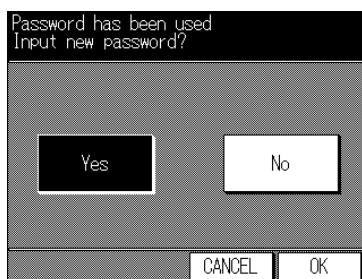 Password has been used
Input new password?
Yes
No
CANCEL
OK